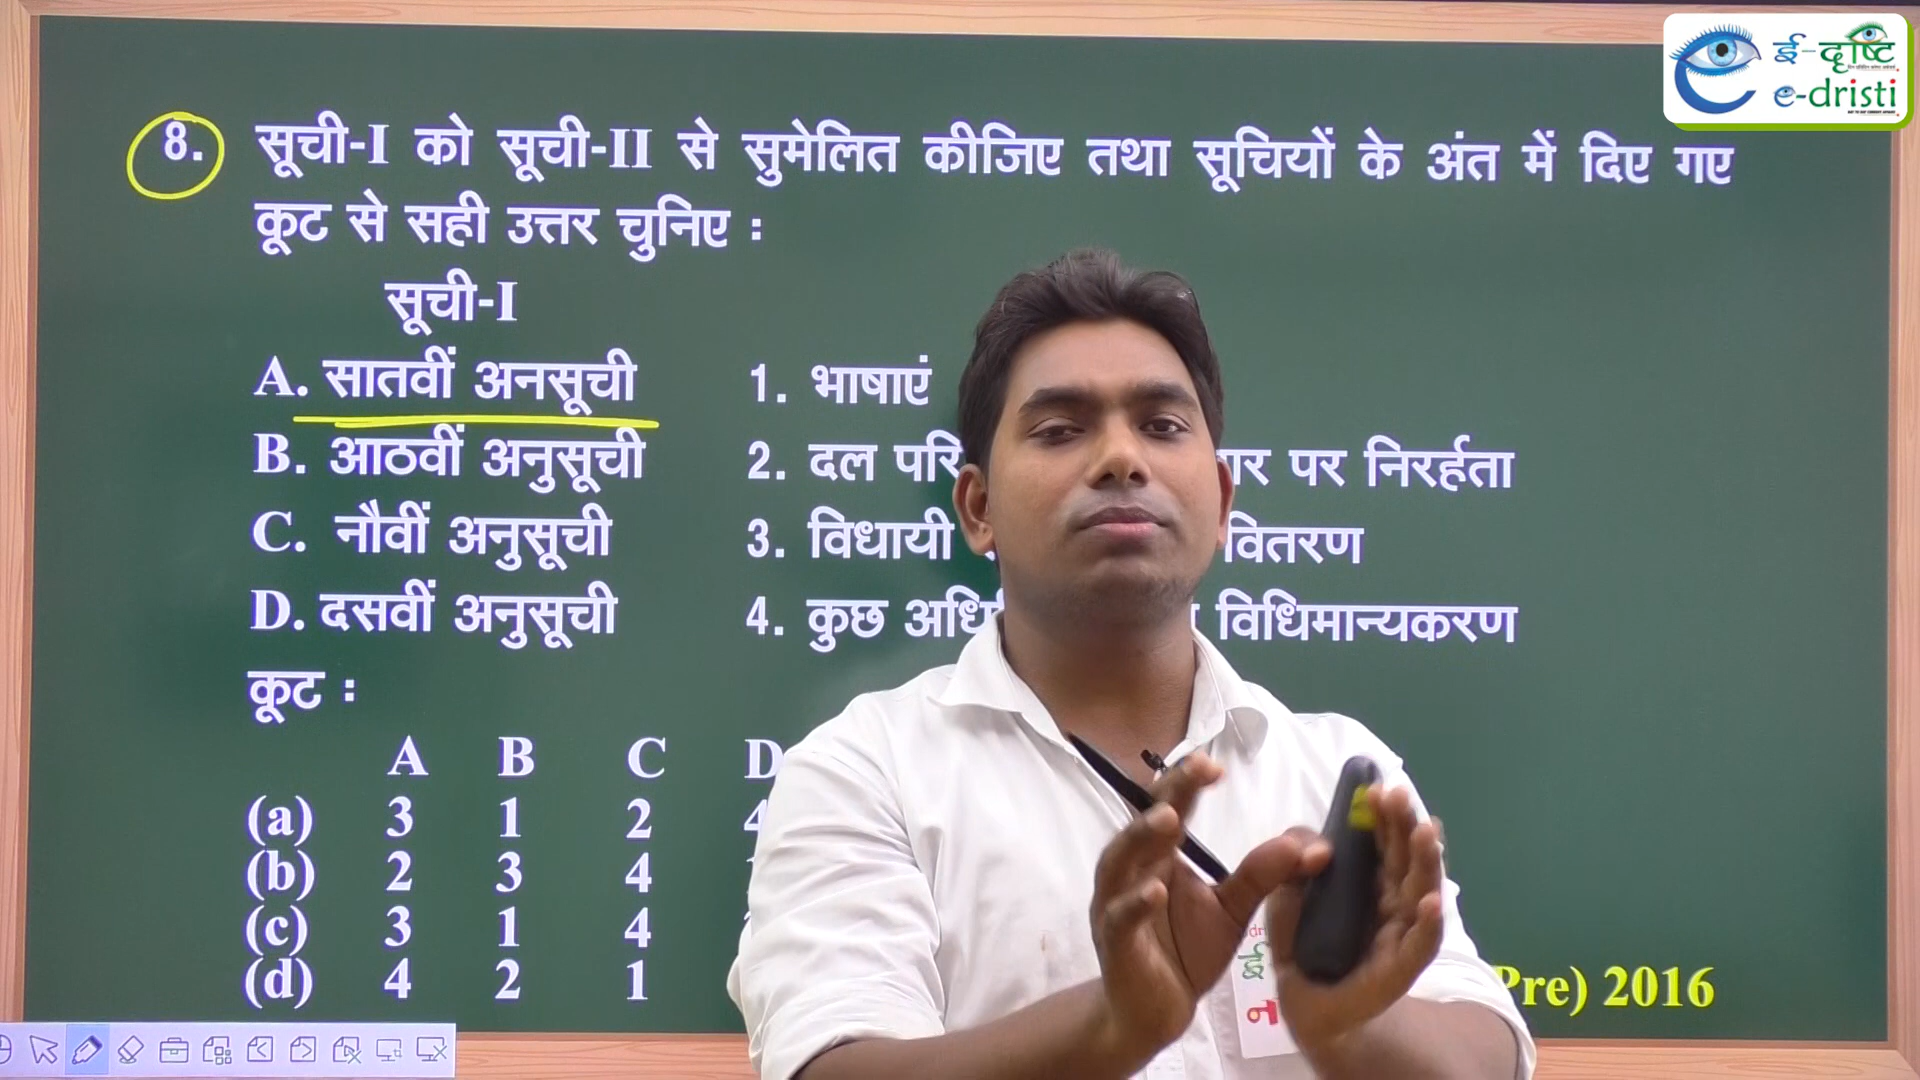 ई-दृष्टि
e-dristi
8. सूची-I को सूची-II से सुमेलित कीजिए तथा सूचियों के अंत में दिए गए
कूट से सही उत्तर चुनिए :
सूची-I
A. सातवीं अनसूची 1. भाषाएं
B. आठवीं अनुसूची 2. दल पर निरर्हता
C. नौवीं अनुसूची 3. विधायी वितरण
D. दसवीं अनुसूची 4. कुछ विधिमान्यकरण
कूट :
A B C D
(a) 3 1 2 4
(b) 2 3 4
(c) 3 1 4
(d) 4 2 1
Pre) 2016